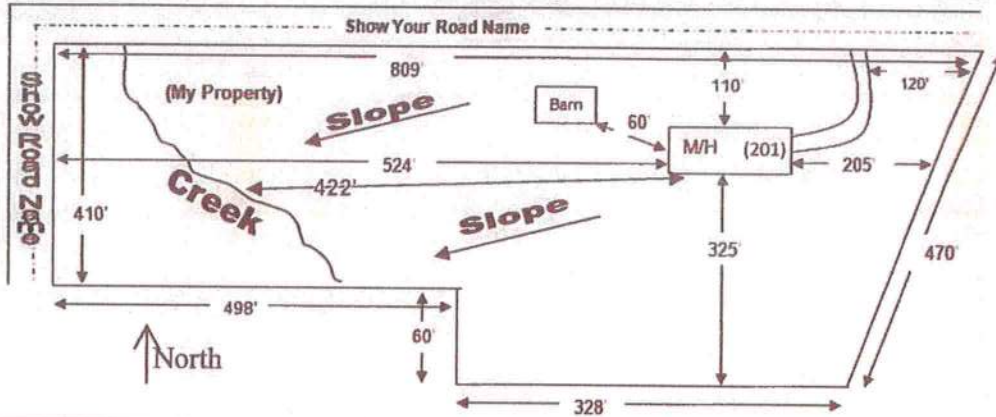 Show Your Road Name
Show Road Name
809'
(My Property)
110'
120'
Slope
Barn
60'
M/H (201)
524'
205'
422'
Creek
410'
Slope
325'
470'
498'
60'
North
328'